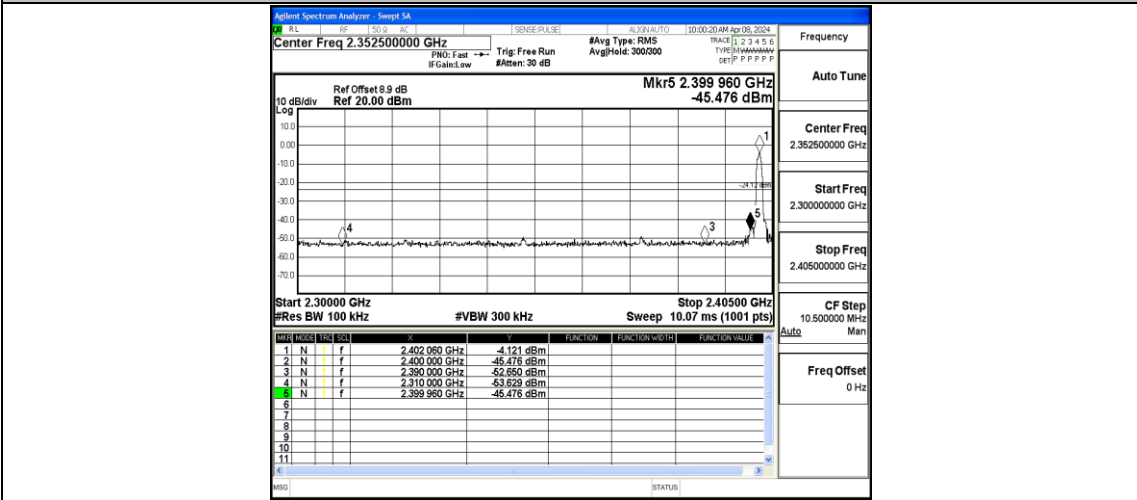 Agilent Spectrum Analyzer - Swept SA
RL RF 50 Ω AC SENSE:PULSE ALIGN AUTO 10:00:20 AM Apr 08, 2024
Center Freq 2.352500000 GHz
PNO: Fast
IFGain:Low
Trig: Free Run
#Atten: 30 dB
#Avg Type: RMS
Avg|Hold: 300/300
TRACE 1 2 3 4 5 6
TYPE M
DET P P P P P P
Frequency
Auto Tune
Center Freq
2.352500000 GHz
Start Freq
2.300000000 GHz
Stop Freq
2.405000000 GHz
CF Step
10.500000 MHz
Auto Man
Freq Offset
0 Hz
Mkr5 2.399 960 GHz
-45.476 dBm
Ref Offset 8.9 dB
Ref 20.00 dBm
10 dB/div
Log
10.0
0.00
-10.0
-20.0
-30.0
-40.0
-50.0
-60.0
-70.0
1
-24.12 dBm
5
3
4
Start 2.30000 GHz Stop 2.40500 GHz
#Res BW 100 kHz #VBW 300 kHz Sweep 10.07 ms (1001 pts)
MKR MODE TRC SCL X Y FUNCTION FUNCTION WIDTH FUNCTION VALUE
1 N 1 f 2.402 060 GHz -4.121 dBm
2 N 1 f 2.400 000 GHz -45.476 dBm
3 N 1 f 2.390 000 GHz -52.650 dBm
4 N 1 f 2.310 000 GHz -53.629 dBm
5 N 1 f 2.399 960 GHz -45.476 dBm
6
7
8
9
10
11
MSG STATUS